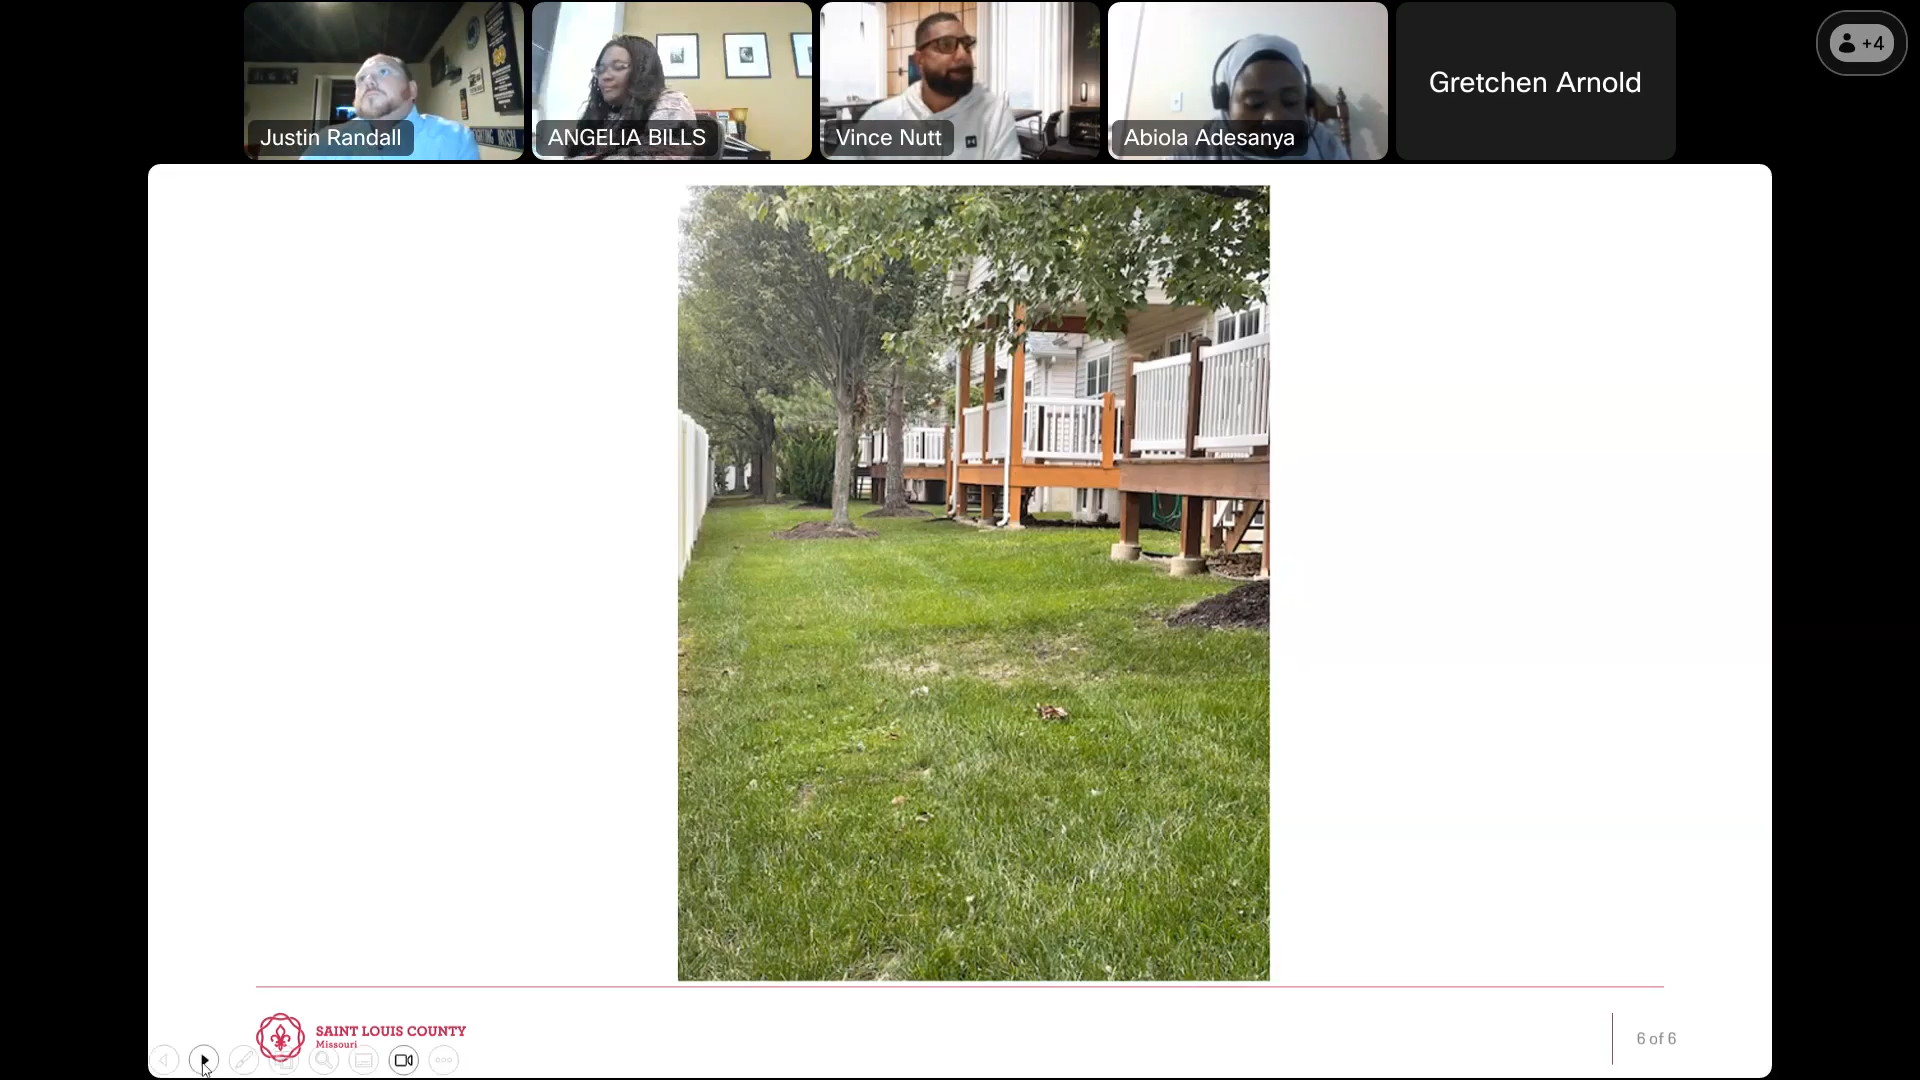 Justin Randall
ANGELIA BILLS
Vince Nutt
Abiola Adesanya
Gretchen Arnold
+4
SAINT LOUIS COUNTY
Missouri
6 of 6